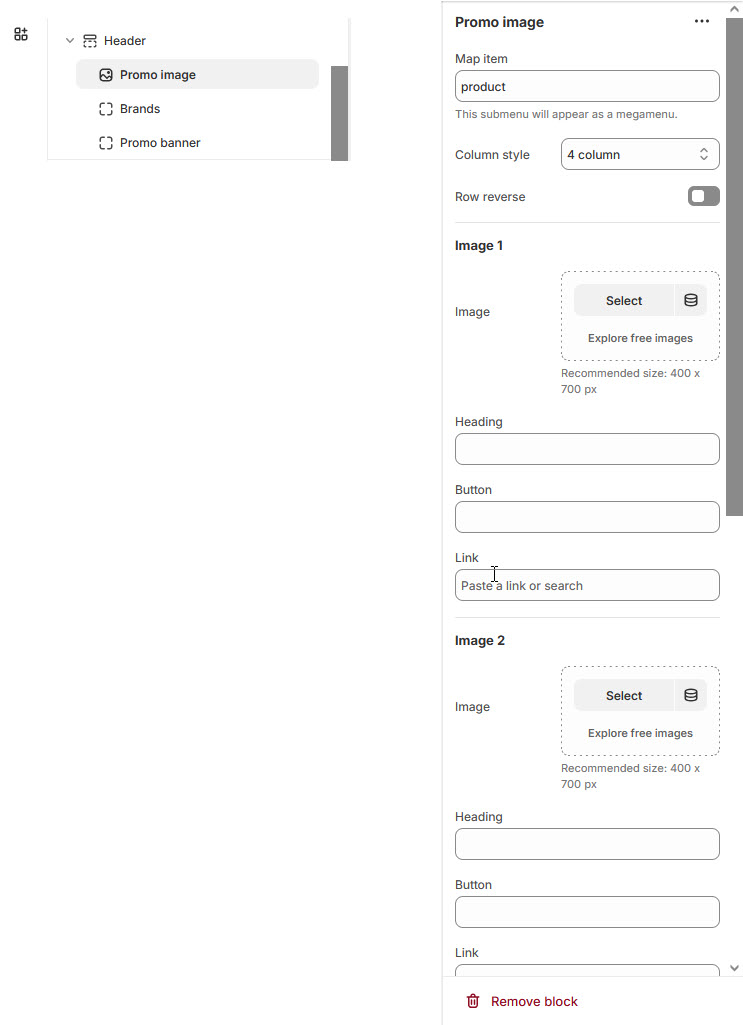 Header
Promo image
Brands
Promo banner
Promo image
Map item
product
This submenu will appear as a megamenu.
Column style
4 column
Row reverse
Image 1
Image
Select
Explore free images
Recommended size: 400 x
700 px
Heading
Button
Link
Paste a link or search
Image 2
Image
Select
Explore free images
Recommended size: 400 x
700 px
Heading
Button
Link
Remove block